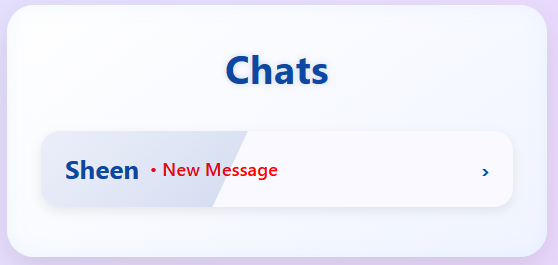 Chats
Sheen • New Message ›